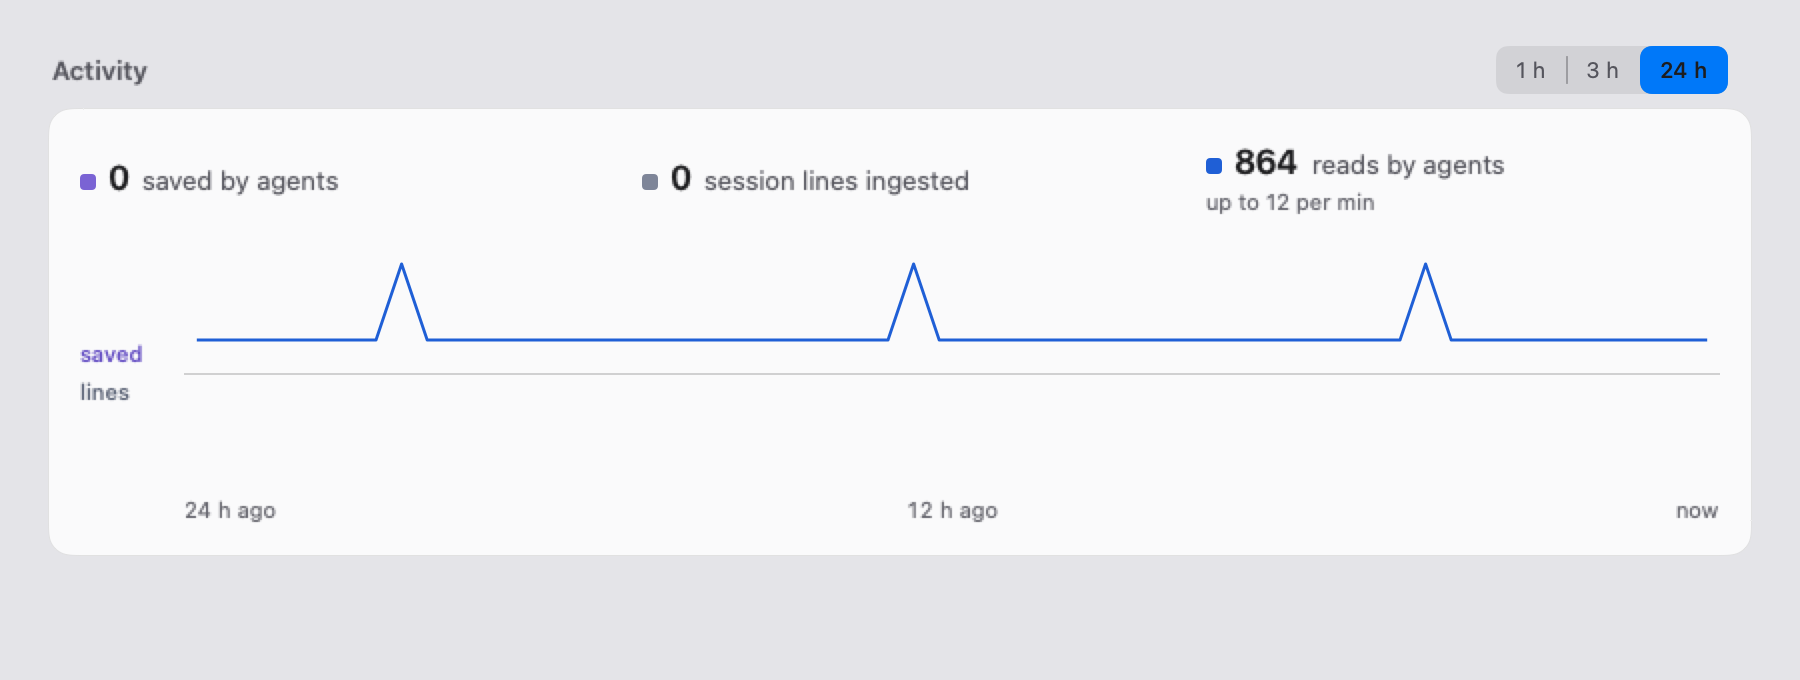 Activity
1 h
3 h
24 h
0 saved by agents
0 session lines ingested
864 reads by agents
up to 12 per min
saved
lines
24 h ago
12 h ago
now